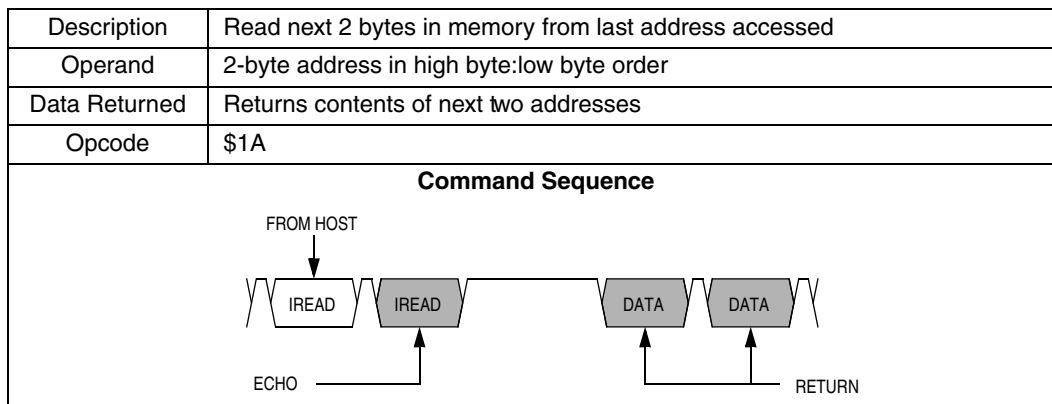 Description Read next 2 bytes in memory from last address accessed
Operand 2-byte address in high byte:low byte order
Data Returned Returns contents of next two addresses
Opcode $1A
Command Sequence
FROM HOST
IREAD IREAD DATA DATA
ECHO RETURN